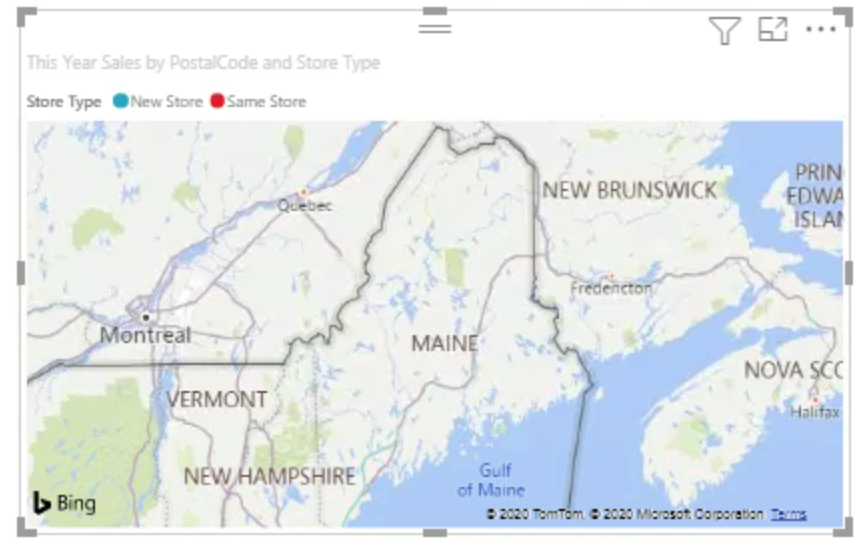 This Year Sales by PostalCode and Store Type
Store Type New Store Same Store
PRIN
EDWA
ISLAN
NEW BRUNSWICK
Quebec
Fredericton
Montreal
MAINE
NOVA SCO
VERMONT
Halifax
NEW HAMPSHIRE
Gulf
of Maine
Bing
© 2020 TomTom, © 2020 Microsoft Corporation Terms